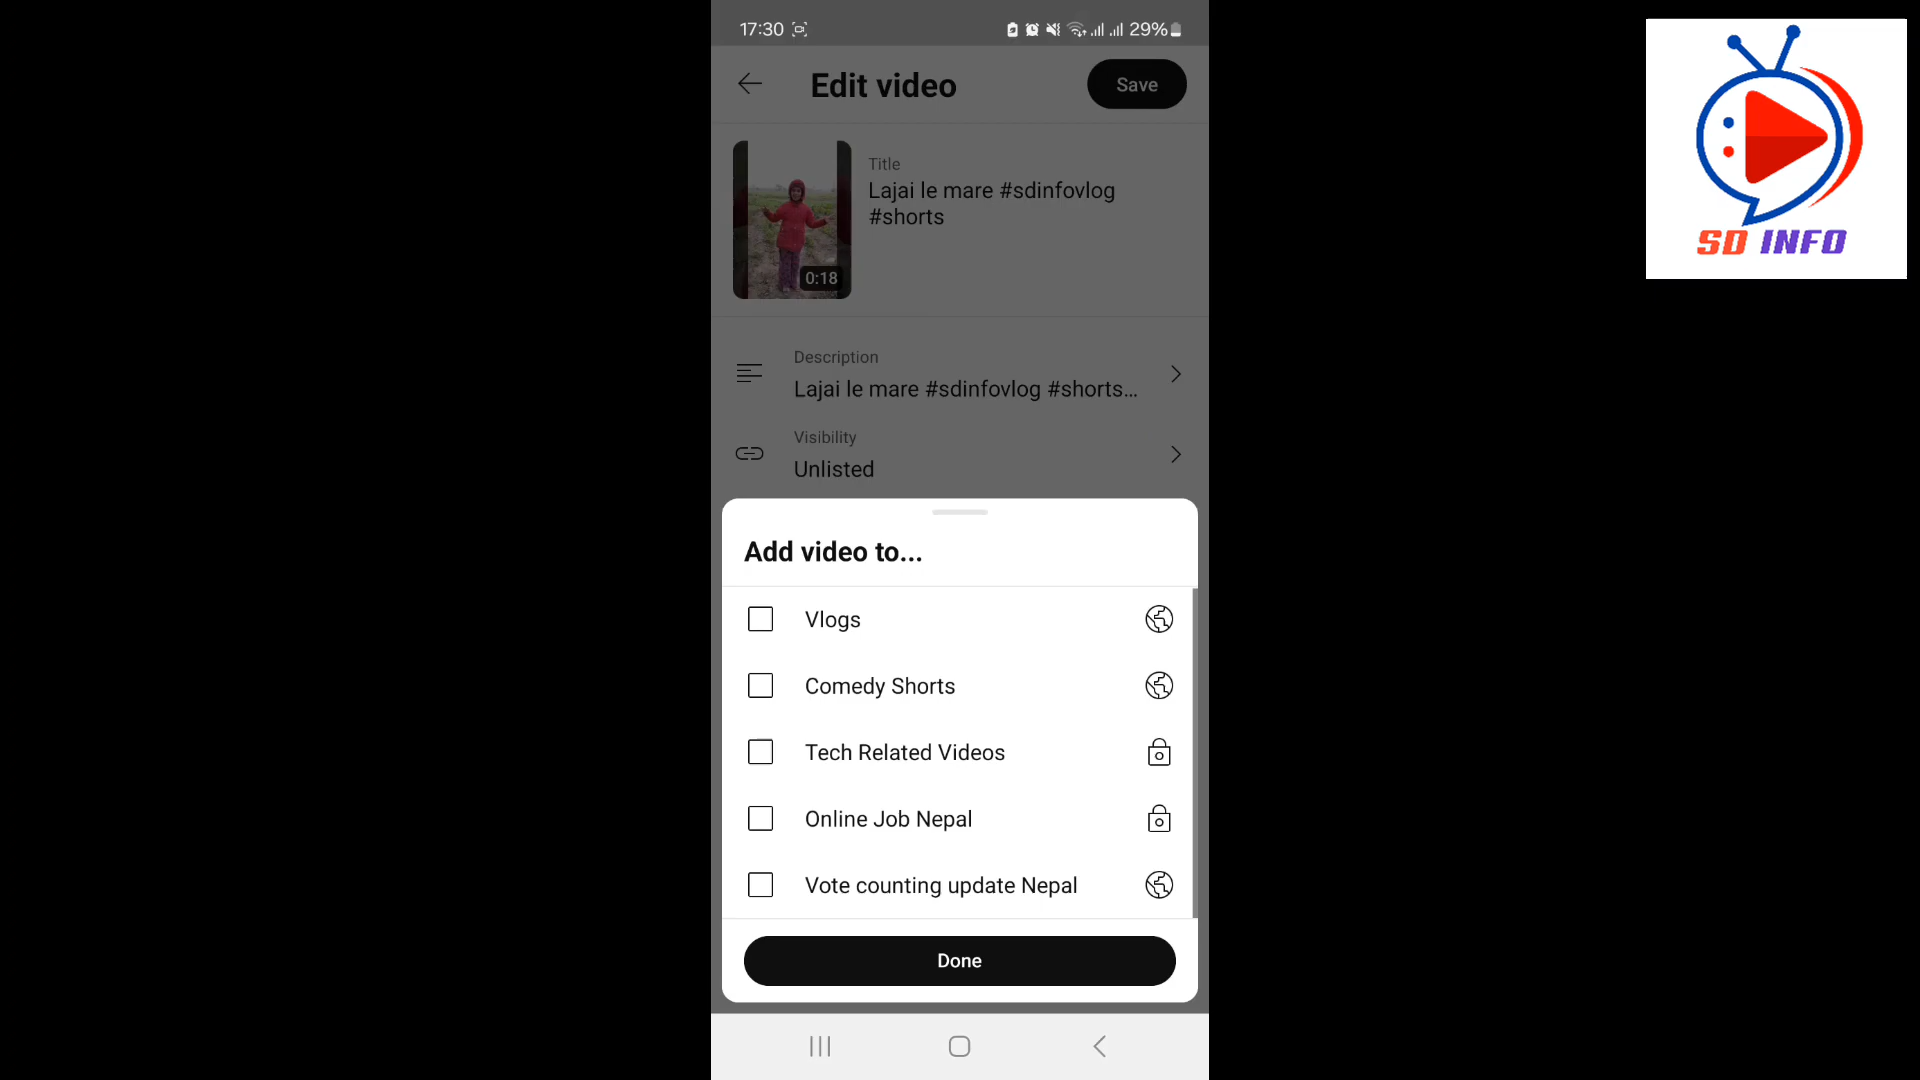 17:30
29%
Edit video
Save
Title
Lajai le mare #sdinfovlog
#shorts
0:18
Description
Lajai le mare #sdinfovlog #shorts...
Visibility
Unlisted
Add video to...
Vlogs
Comedy Shorts
Tech Related Videos
Online Job Nepal
Vote counting update Nepal
Done
SD INFO